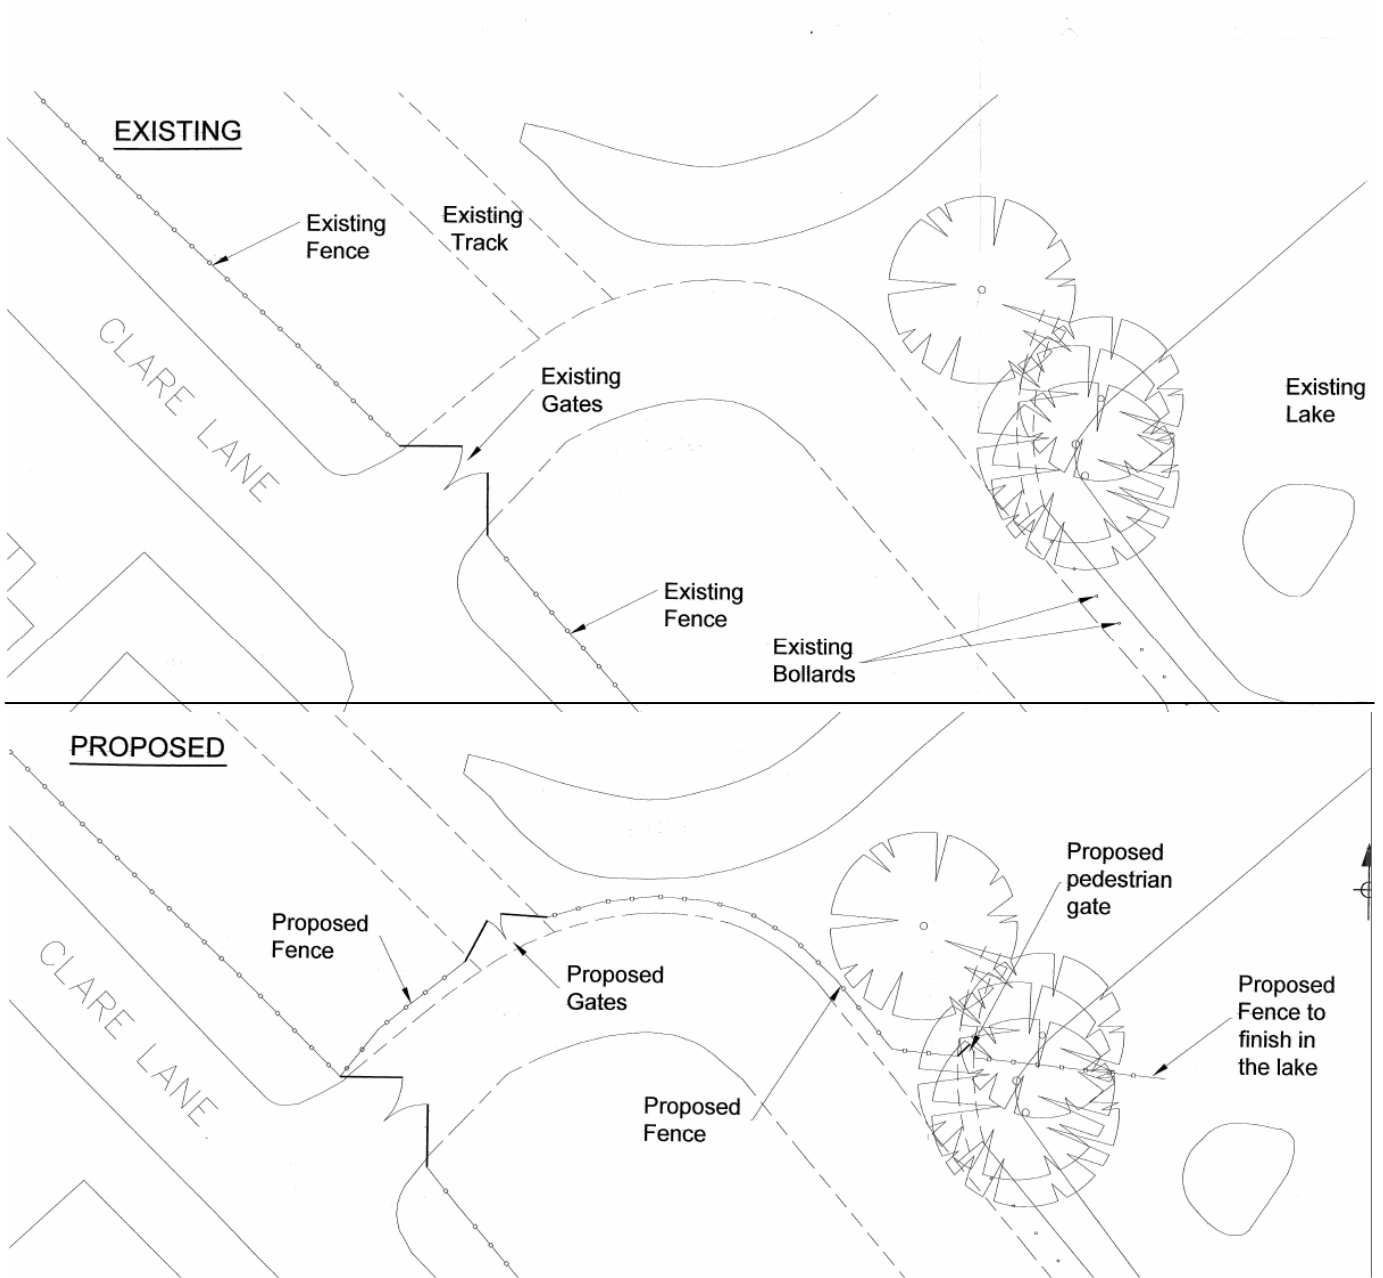 EXISTING
Existing
Fence
Existing
Track
CLARE LANE
Existing
Gates
Existing
Lake
Existing
Fence
Existing
Bollards
PROPOSED
Proposed
pedestrian
gate
Proposed
Fence
Proposed
Gates
CLARE LANE
Proposed
Fence to
finish in
the lake
Proposed
Fence